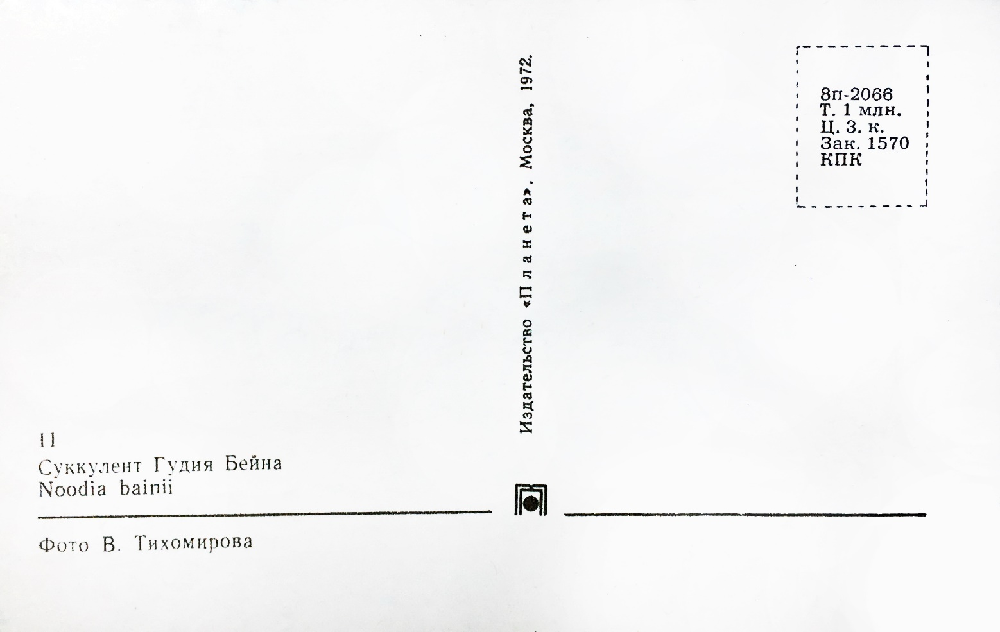 11
Суккулент Гудия Бейна
Noodia bainii
Фото В. Тихомирова
Издательство «Планета». Москва, 1972.
8п-2066
Т. 1 млн.
Ц. 3. к.
Зак. 1570
КПК